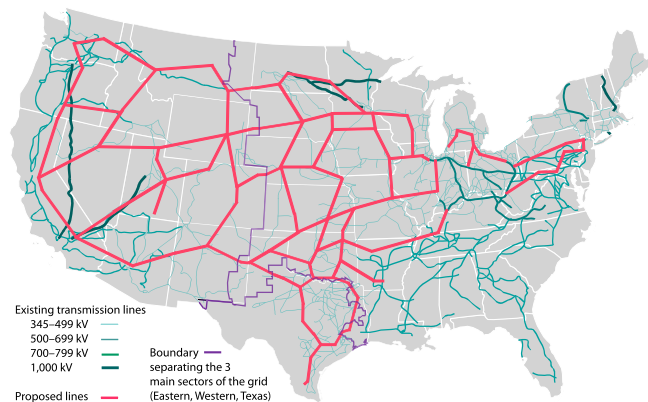 Existing transmission lines
345–499 kV
500–699 kV
700–799 kV
1,000 kV
Proposed lines
Boundary
separating the 3
main sectors of the grid
(Eastern, Western, Texas)